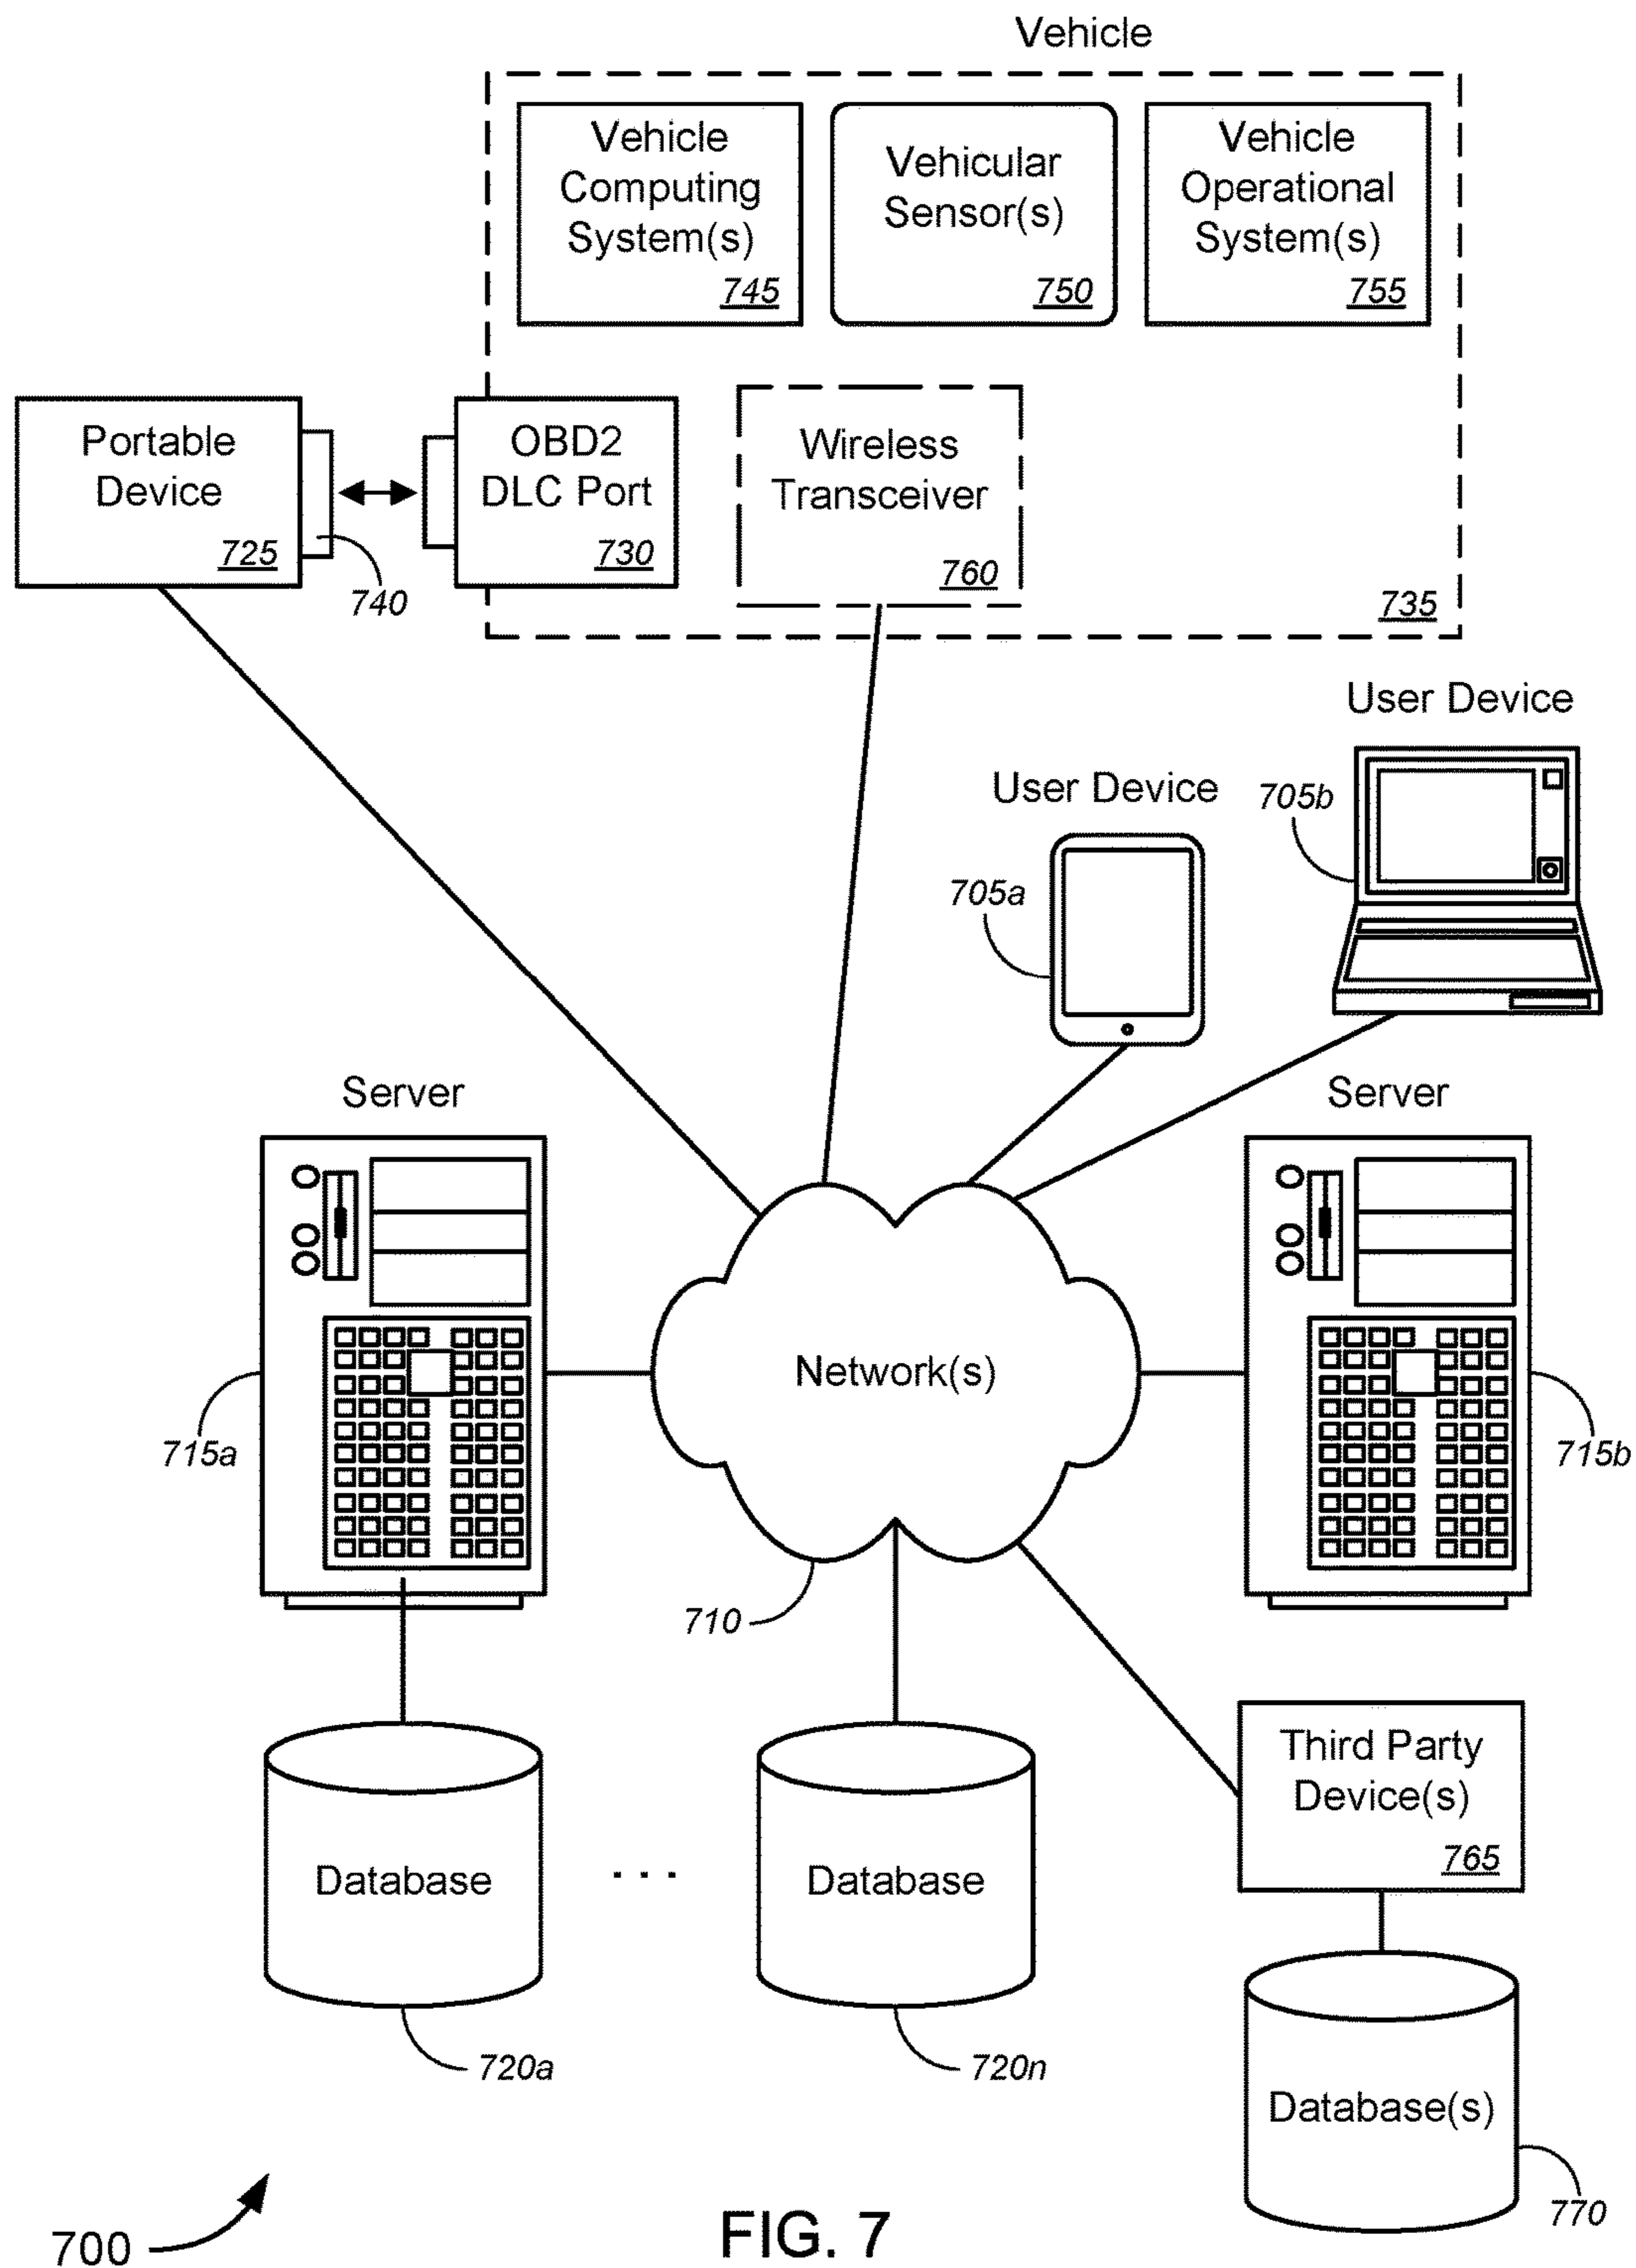 Vehicle
Vehicle
Computing
System(s)
745
Vehicular
Sensor(s)
750
Vehicle
Operational
System(s)
755
Portable
Device
725
740
OBD2
DLC Port
730
Wireless
Transceiver
760
735
User Device
705a
User Device
705b
Server
715a
Server
715b
Network(s)
710
Third Party
Device(s)
765
Database
720a
. . .
Database
720n
Database(s)
770
700
FIG. 7